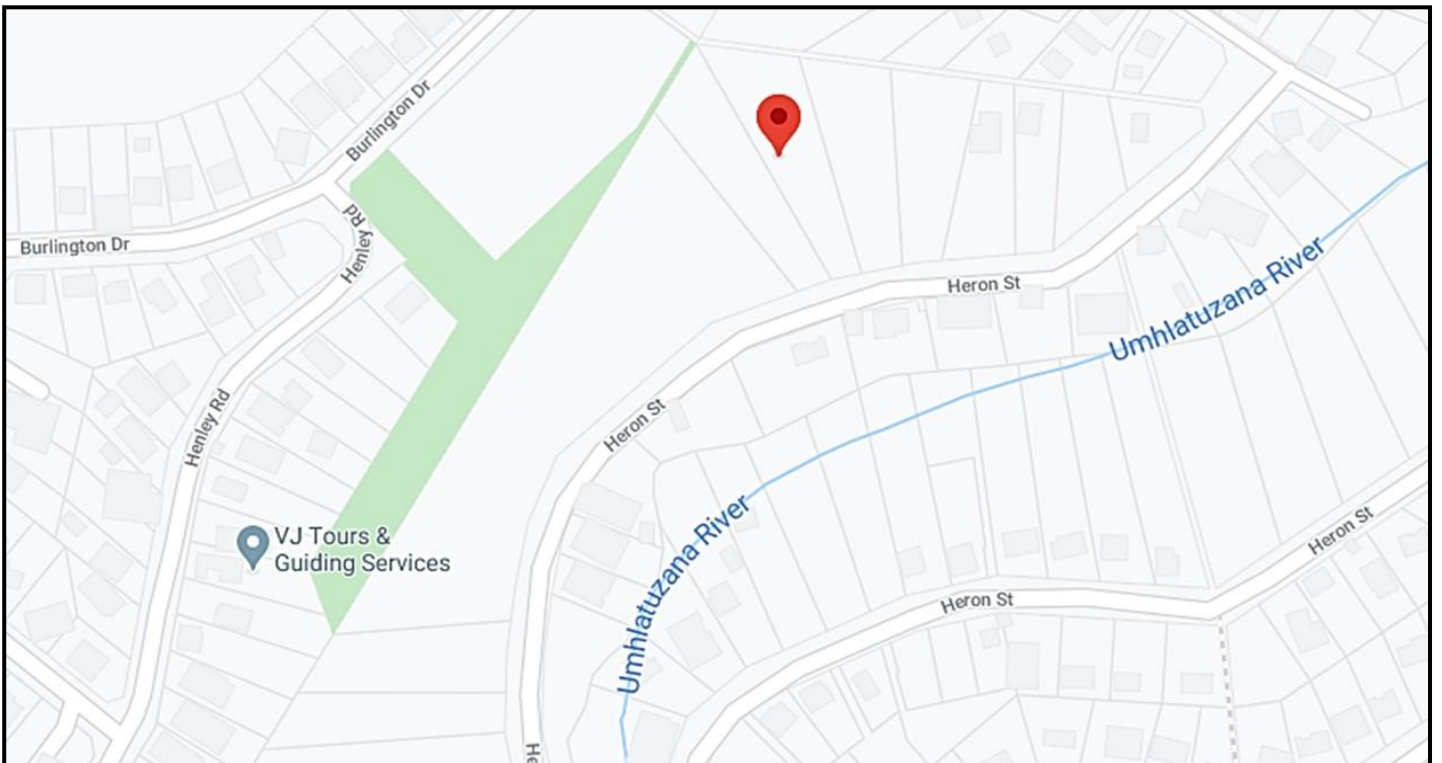 Burlington Dr
Burlington Dr
Henley Rd
Heron St
Umhlatuzana River
Henley Rd
Heron St
VJ Tours &
Guiding Services
Umhlatuzana River
Heron St
Heron St
He